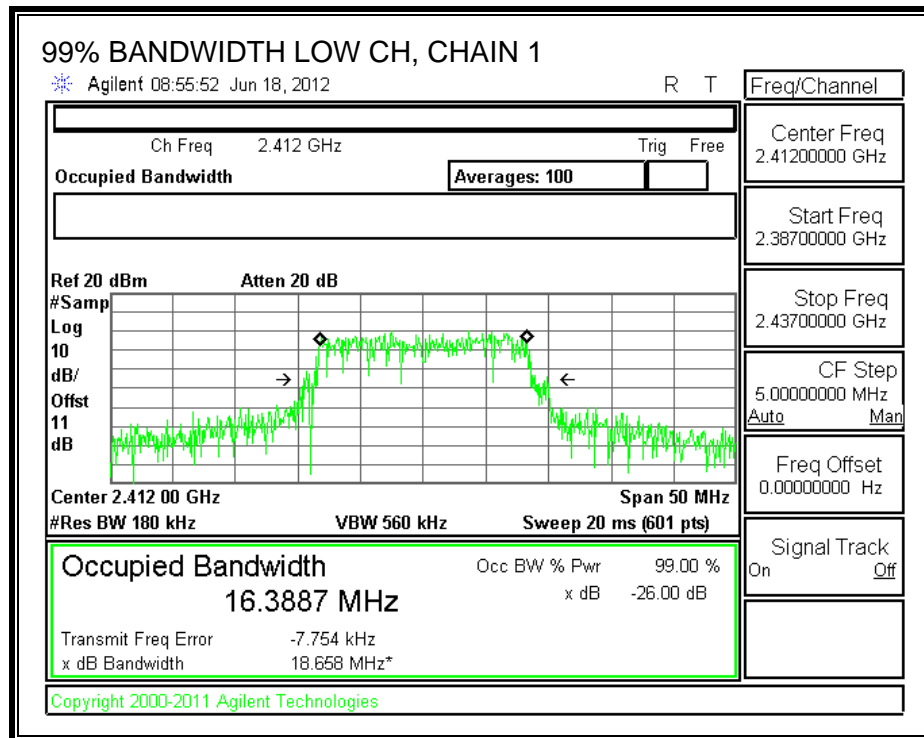 99% BANDWIDTH LOW CH, CHAIN 1
Agilent 08:55:52 Jun 18, 2012 R T
Freq/Channel
Ch Freq 2.412 GHz Trig Free
Occupied Bandwidth Averages: 100
Ref 20 dBm Atten 20 dB
#Samp
Log
10
dB/
Offst
11
dB
Center 2.412 00 GHz Span 50 MHz
#Res BW 180 kHz VBW 560 kHz Sweep 20 ms (601 pts)
Occupied Bandwidth Occ BW % Pwr 99.00 %
16.3887 MHz x dB -26.00 dB
Transmit Freq Error -7.754 kHz
x dB Bandwidth 18.658 MHz*
Copyright 2000-2011 Agilent Technologies
Center Freq
2.41200000 GHz
Start Freq
2.38700000 GHz
Stop Freq
2.43700000 GHz
CF Step
5.00000000 MHz
Auto Man
Freq Offset
0.00000000 Hz
Signal Track
On Off